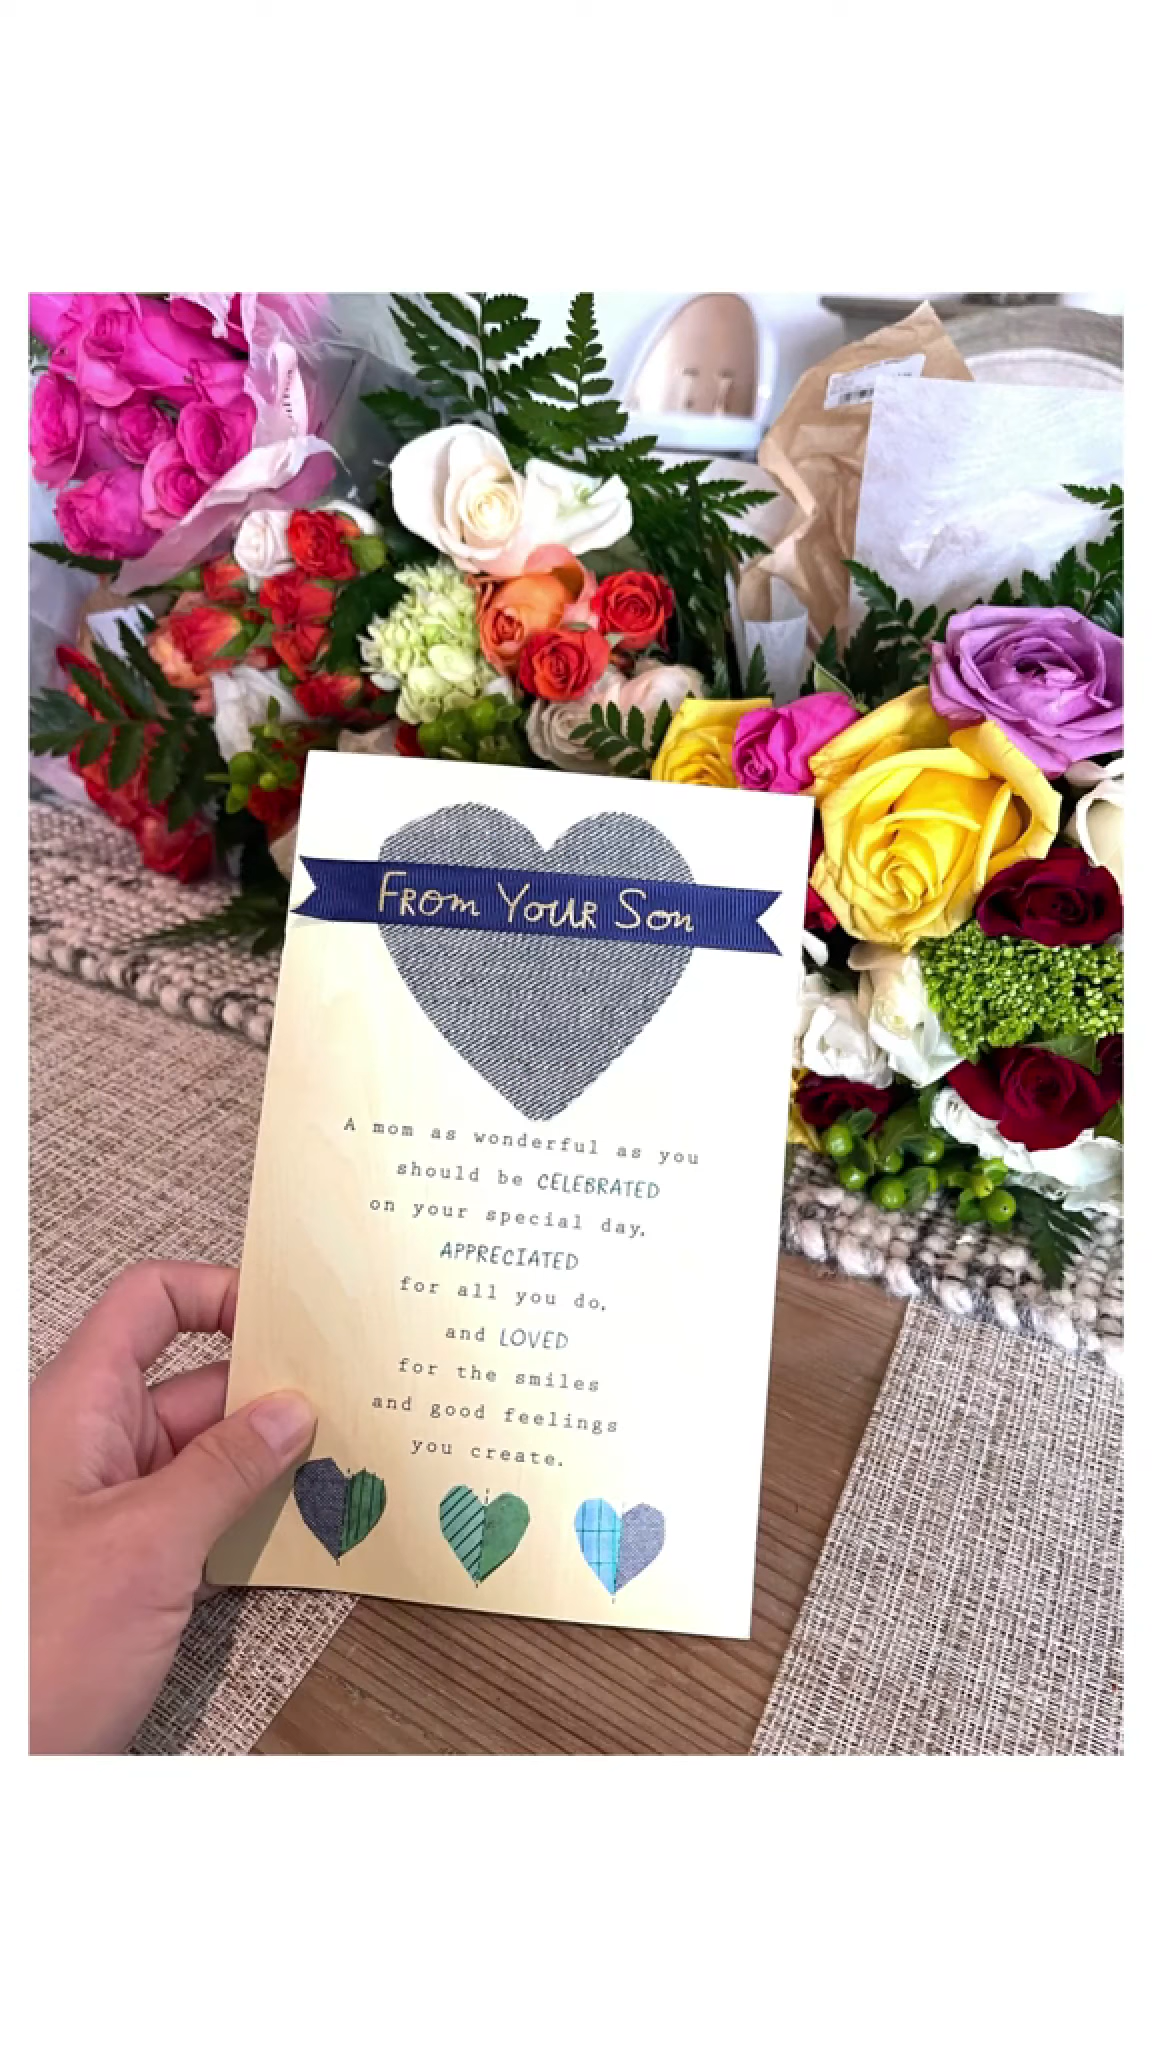 From Your Son
A mom as wonderful as you
should be CELEBRATED
on your special day,
APPRECIATED
for all you do,
and LOVED
for the smiles
and good feelings
you create.